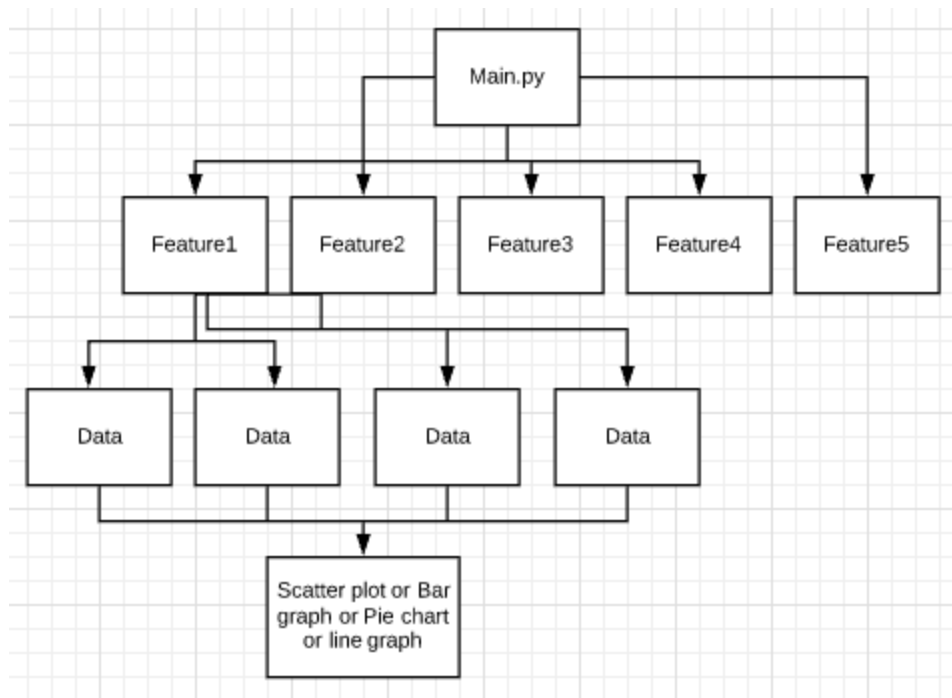 Main.py
Feature1
Feature2
Feature3
Feature4
Feature5
Data
Data
Data
Data
Scatter plot or Bar
graph or Pie chart
or line graph